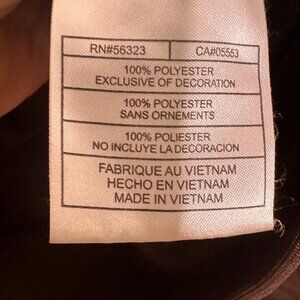 RN#56323 CA#05553
100% POLYESTER
EXCLUSIVE OF DECORATION
100% POLYESTER
SANS ORNEMENTS
100% POLIESTER
NO INCLUYE LA DECORACION
FABRIQUE AU VIETNAM
HECHO EN VIETNAM
MADE IN VIETNAM